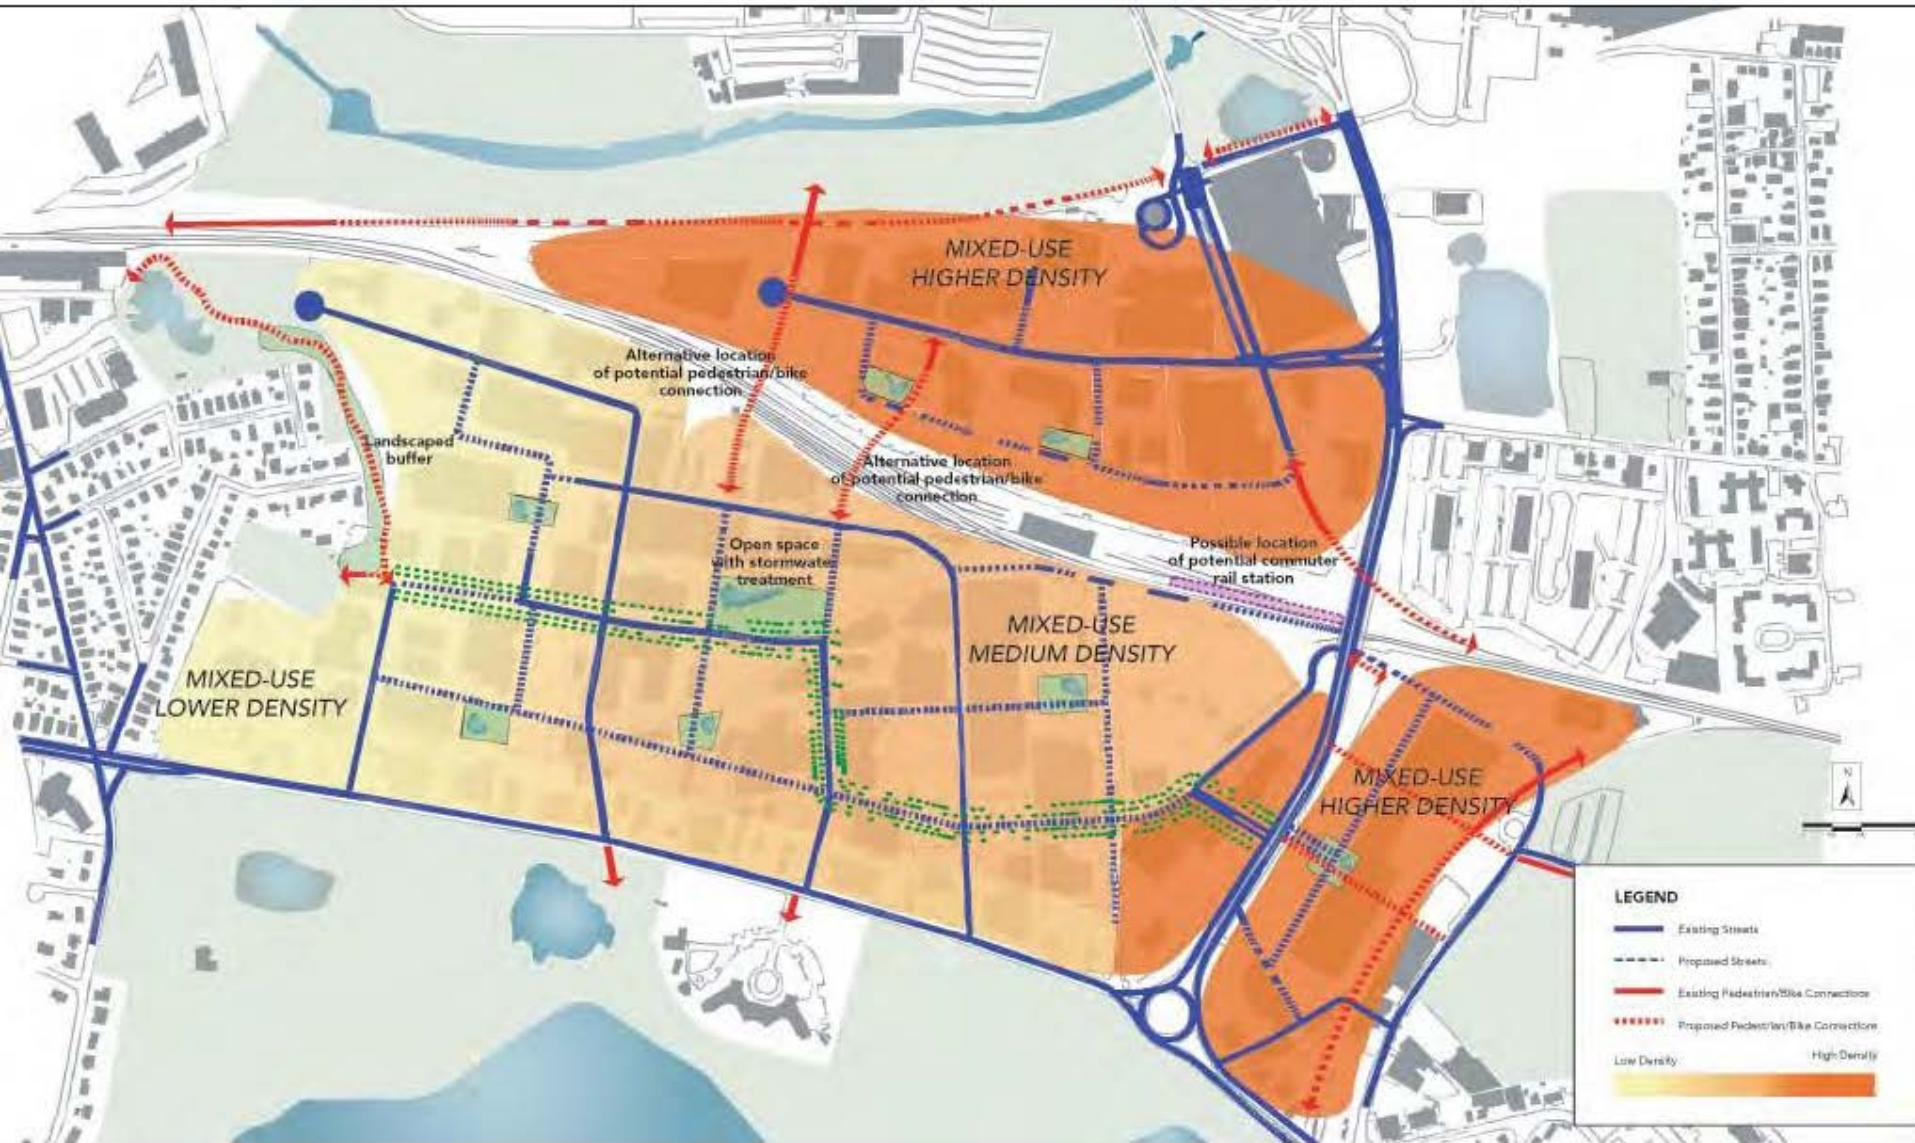 MIXED-USE
HIGHER DENSITY
Alternative location
of potential pedestrian/bike
connection
Landscaped
buffer
Alternative location
of potential pedestrian/bike
connection
Open space
with stormwater
treatment
Possible location
of potential commuter
rail station
MIXED-USE
MEDIUM DENSITY
MIXED-USE
LOWER DENSITY
MIXED-USE
HIGHER DENSITY
N
LEGEND
Existing Streets
Proposed Streets
Existing Pedestrian/Bike Connections
Proposed Pedestrian/Bike Connections
Low Density
High Density